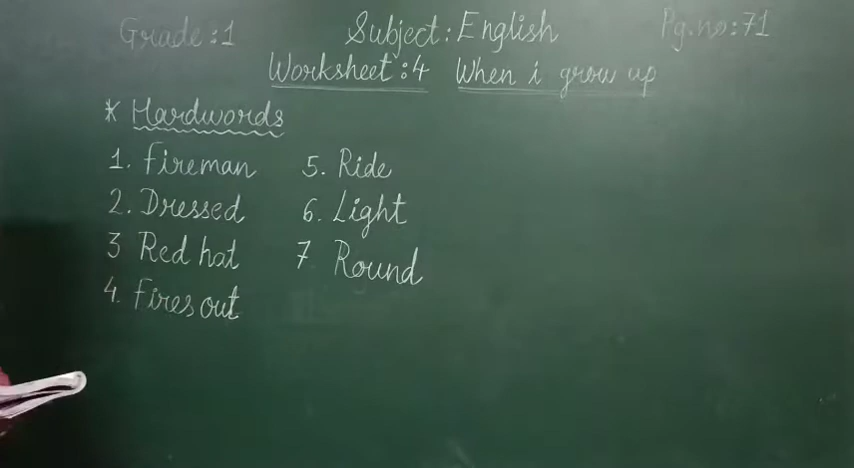 Grade:1 Subject: English Pg.no:71
Worksheet:4 When i grow up
* Hardwords
1. Fireman
2. Dressed
3 Red hat
4. Fires out
5. Ride
6. Light
7 Round